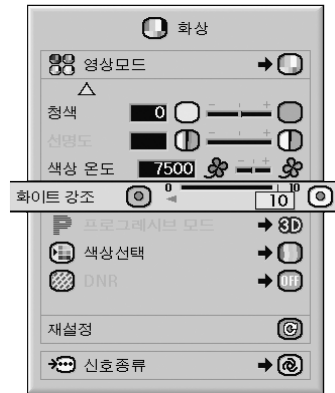 화상
영상모드
청색 0
신명도
색상 온도 7500
화이트 강조 0 10 10
프로그레시브 모드 3D
색상선택
DNR OFF
재설정
신호종류